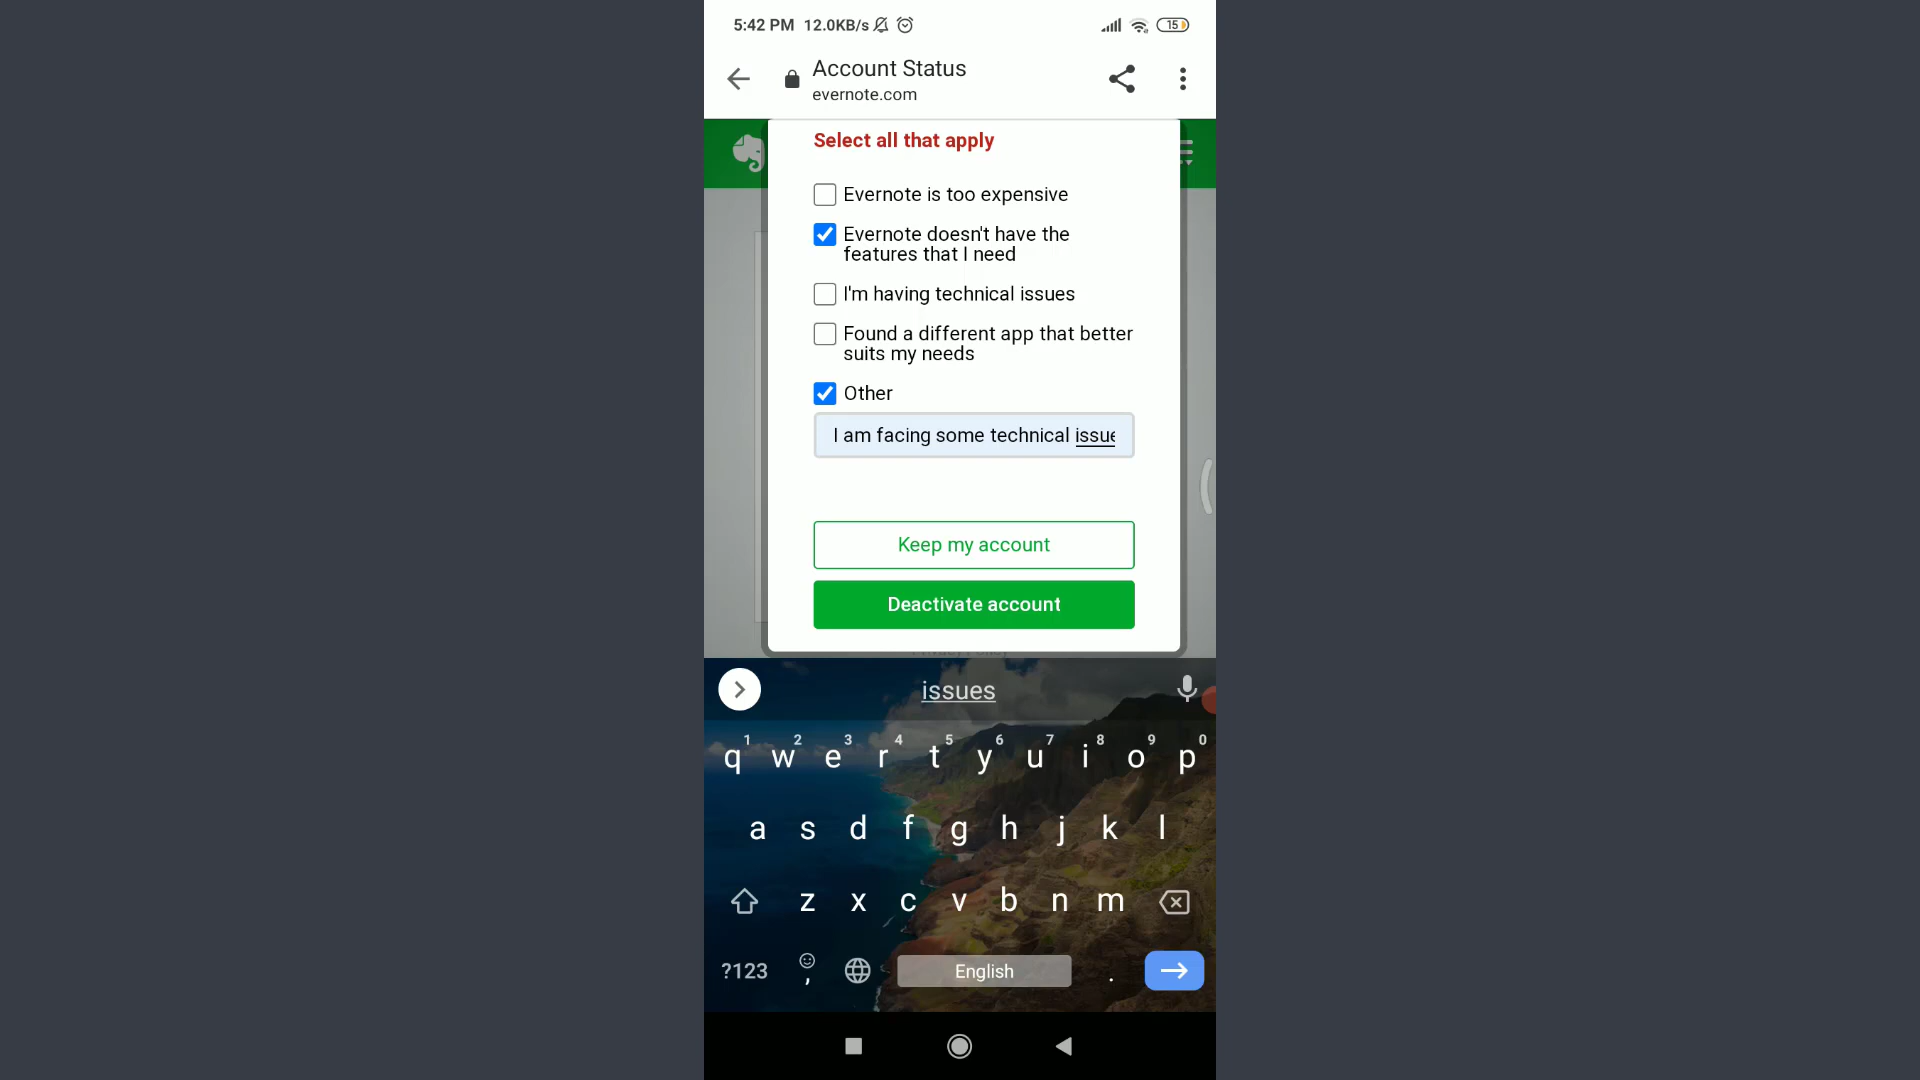 5:42 PM 12.0KB/s 15
Account Status
evernote.com
Select all that apply
Evernote is too expensive
Evernote doesn't have the
features that I need
I'm having technical issues
Found a different app that better
suits my needs
Other
I am facing some technical issue
Keep my account
Deactivate account
issues
1 2 3 4 5 6 7 8 9 0
q w e r t y u i o p
a s d f g h j k l
z x c v b n m
?123 , English .